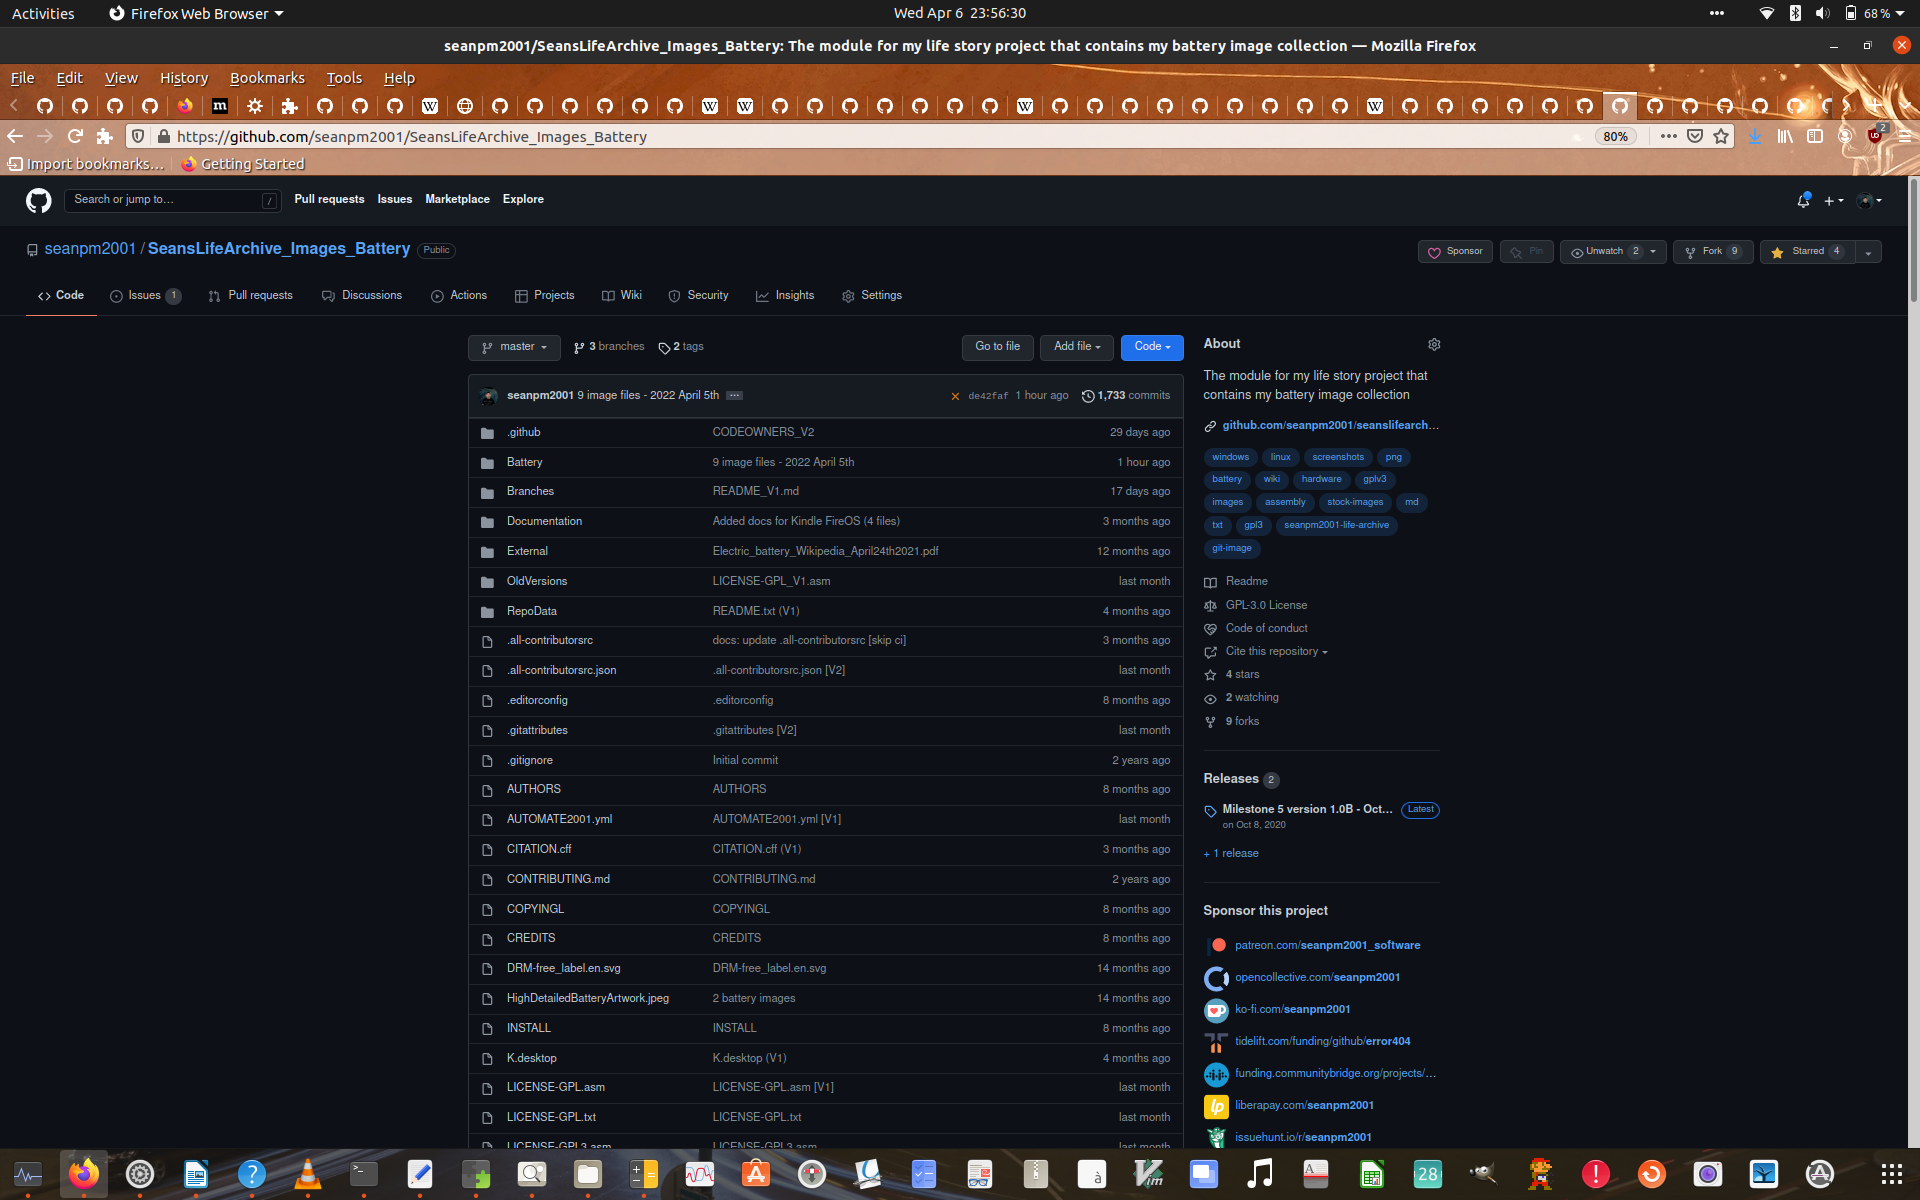 Activities
Firefox Web Browser
Wed Apr 6 23:56:30
68 %
seanpm2001/SeansLifeArchive_Images_Battery: The module for my life story project that contains my battery image collection — Mozilla Firefox
File Edit View History Bookmarks Tools Help
https://github.com/seanpm2001/SeansLifeArchive_Images_Battery
80%
2
Import bookmarks…
Getting Started
Search or jump to…
/
Pull requests Issues Marketplace Explore
seanpm2001 / SeansLifeArchive_Images_Battery Public
Sponsor
Pin
Unwatch 2
Fork 9
Starred 4
Code
Issues 1
Pull requests
Discussions
Actions
Projects
Wiki
Security
Insights
Settings
master
3 branches
2 tags
Go to file
Add file
Code
seanpm2001 9 image files - 2022 April 5th
de42faf 1 hour ago
1,733 commits
.github CODEOWNERS_V2 29 days ago
Battery 9 image files - 2022 April 5th 1 hour ago
Branches README_V1.md 17 days ago
Documentation Added docs for Kindle FireOS (4 files) 3 months ago
External Electric_battery_Wikipedia_April24th2021.pdf 12 months ago
OldVersions LICENSE-GPL_V1.asm last month
RepoData README.txt (V1) 4 months ago
.all-contributorsrc docs: update .all-contributorsrc [skip ci] 3 months ago
.all-contributorsrc.json .all-contributorsrc.json [V2] last month
.editorconfig .editorconfig 8 months ago
.gitattributes .gitattributes [V2] last month
.gitignore Initial commit 2 years ago
AUTHORS AUTHORS 8 months ago
AUTOMATE2001.yml AUTOMATE2001.yml [V1] last month
CITATION.cff CITATION.cff (V1) 3 months ago
CONTRIBUTING.md CONTRIBUTING.md 2 years ago
COPYINGL COPYINGL 8 months ago
CREDITS CREDITS 8 months ago
DRM-free_label.en.svg DRM-free_label.en.svg 14 months ago
HighDetailedBatteryArtwork.jpeg 2 battery images 14 months ago
INSTALL INSTALL 8 months ago
K.desktop K.desktop (V1) 4 months ago
LICENSE-GPL.asm LICENSE-GPL.asm [V1] last month
LICENSE-GPL.txt LICENSE-GPL.txt last month
LICENSE-GPL3.asm LICENSE-GPL3.asm last month
About
The module for my life story project that
contains my battery image collection
github.com/seanpm2001/seanslifearch…
windows linux screenshots png
battery wiki hardware gplv3
images assembly stock-images md
txt gpl3 seanpm2001-life-archive
git-image
Readme
GPL-3.0 License
Code of conduct
Cite this repository
4 stars
2 watching
9 forks
Releases 2
Milestone 5 version 1.0B - Oct… Latest
on Oct 8, 2020
+ 1 release
Sponsor this project
patreon.com/seanpm2001_software
opencollective.com/seanpm2001
ko-fi.com/seanpm2001
tidelift.com/funding/github/error404
funding.communitybridge.org/projects/…
liberapay.com/seanpm2001
issuehunt.io/r/seanpm2001
28